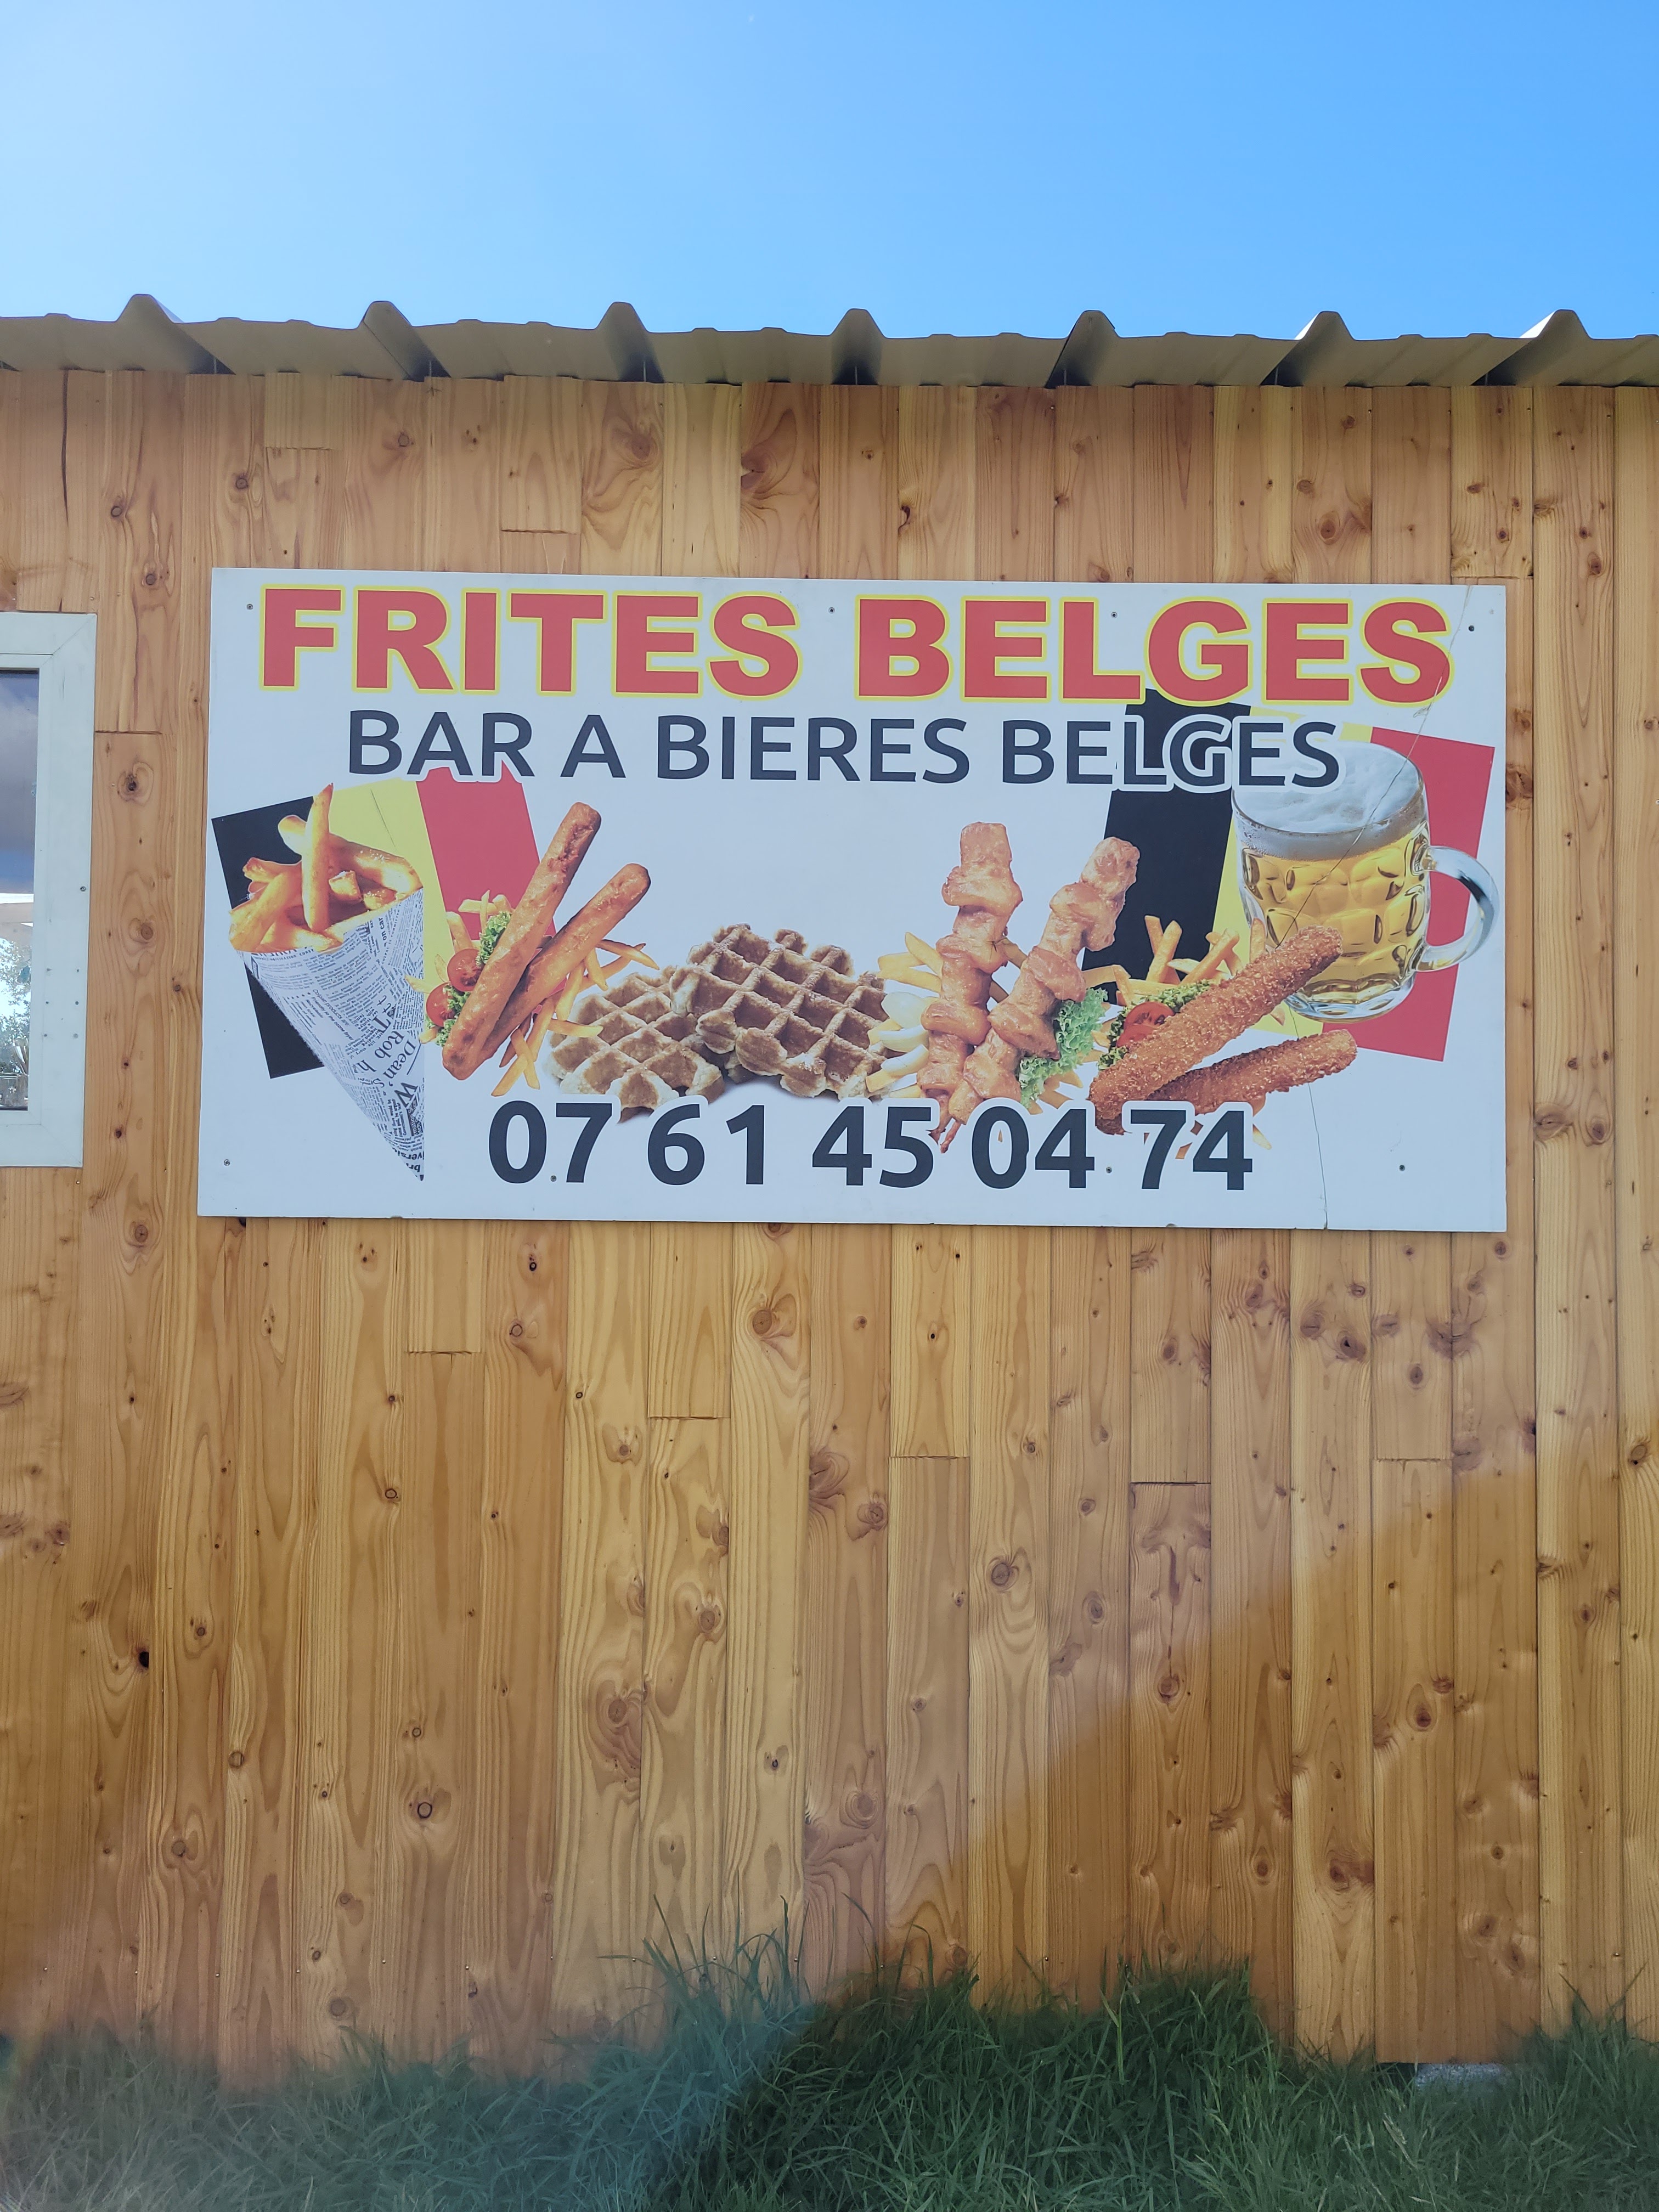 FRITES BELGES
BAR A BIERES BELGES
07 61 45 04 74